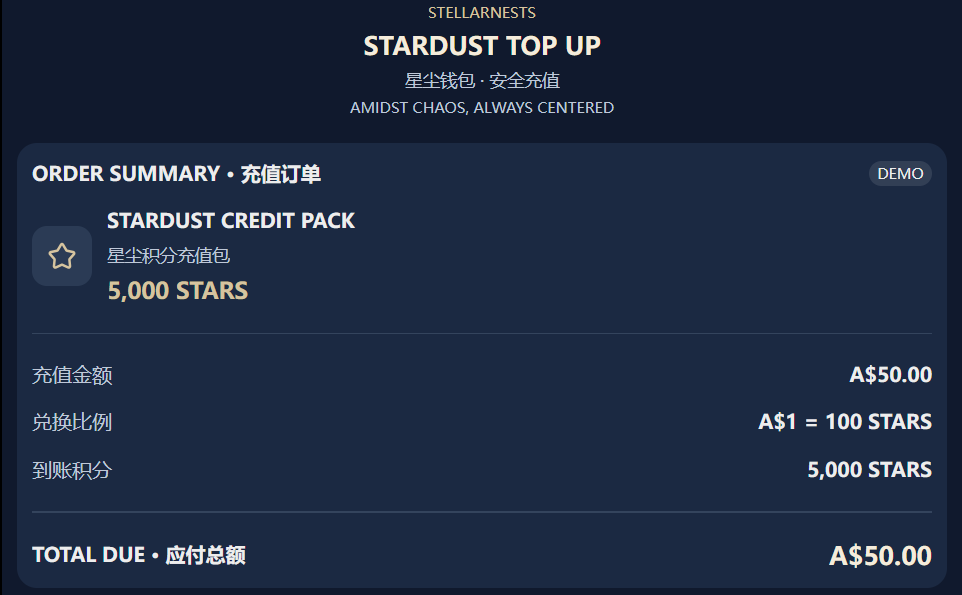 STELLARNESTS
STARDUST TOP UP
星尘钱包 · 安全充值
AMIDST CHAOS, ALWAYS CENTERED
ORDER SUMMARY • 充值订单
DEMO
STARDUST CREDIT PACK
星尘积分充值包
5,000 STARS
充值金额 A$50.00
兑换比例 A$1 = 100 STARS
到账积分 5,000 STARS
TOTAL DUE • 应付总额 A$50.00